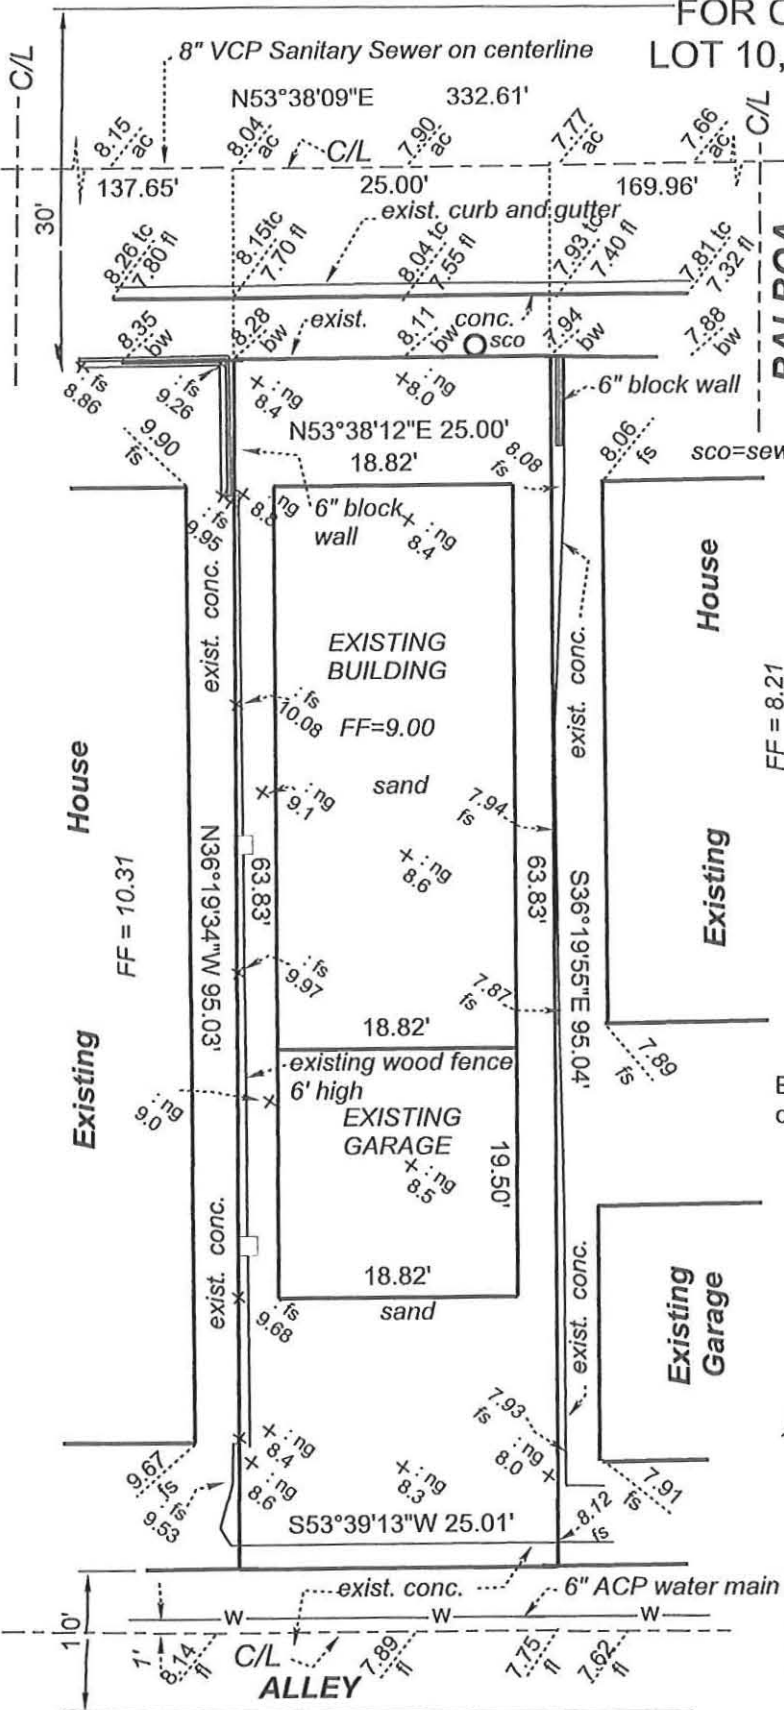 FOR
LOT 10,
C/L
8" VCP Sanitary Sewer on centerline
N53°38'09"E 332.61'
C/L
8.15 ac
8.04 ac
7.90 ac
7.77 ac
7.66 ac
C/L
137.65' 25.00' 169.96'
30'
exist. curb and gutter
8.26 tc
7.80 fl
8.15tc
7.70 fl
8.04 tc
7.55 fl
7.93 tc
7.40 fl
7.81 tc
7.32 fl
BALBOA
8.35 bw
8.28 bw
exist.
8.11 bw
conc.
sco
7.94 bw
7.88 bw
: fs
8.86
: fs
9.26
: ng
8.4
: ng
8.0
6" block wall
9.90 fs
N53°38'12"E 25.00'
18.82'
8.08 fs
8.06 fs
sco=sew
: fs
9.95
: ng
8.8
6" block
wall
: ng
8.4
exist. conc.
EXISTING
BUILDING
FF=9.00
exist. conc.
House
FF = 8.21
: fs
10.08
sand
: ng
9.1
7.94 fs
House
FF = 10.31
Existing
N36°19'34"W 95.03'
63.83'
: ng
8.6
63.83'
S36°19'55"E 95.04'
Existing
: fs
9.97
7.87 fs
18.82'
existing wood fence
6' high
7.89 fs
: ng
9.0
EXISTING
GARAGE
: ng
8.5
19.50'
exist. conc.
18.82'
sand
: fs
9.68
exist. conc.
Existing
Garage
7.93 fs
: ng
8.4
: ng
8.0
9.67 fs
: ng
8.6
: ng
8.3
7.91 fs
: fs
9.53
S53°39'13"W 25.01'
8.12 fs
exist. conc.
6" ACP water main
10'
W W W
1'
8.14 fl
C/L
7.89 fl
7.75 fl
7.62 fl
ALLEY